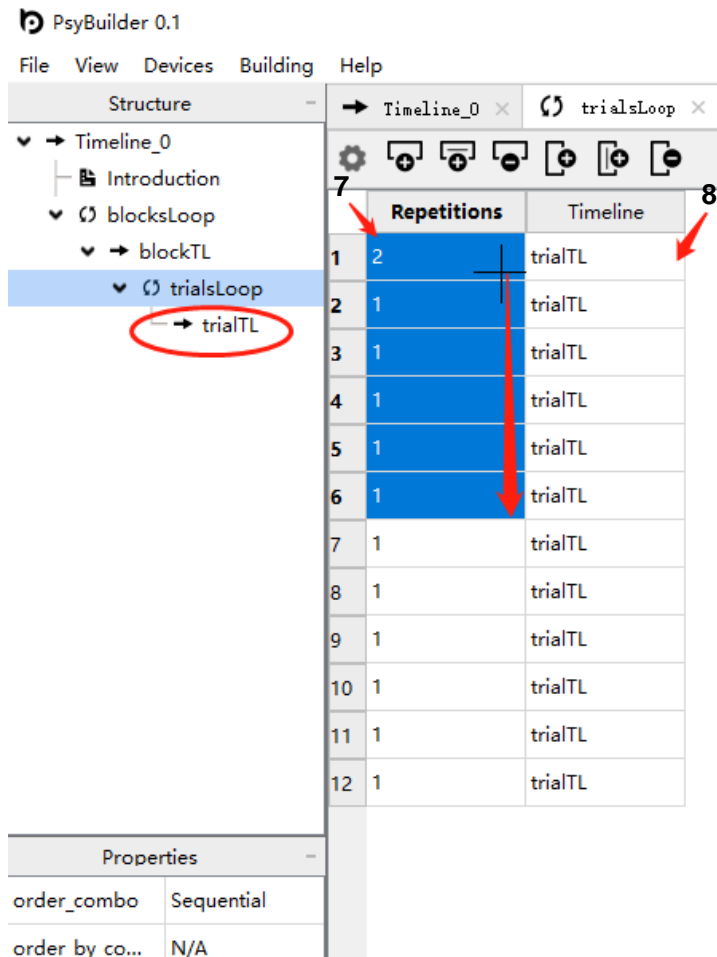 PsyBuilder 0.1
File View Devices Building Help
Structure
Timeline_0
Introduction
blocksLoop
blockTL
trialsLoop
trialTL
Timeline_0 trialsLoop
7
8
Repetitions Timeline
1 2 trialTL
2 1 trialTL
3 1 trialTL
4 1 trialTL
5 1 trialTL
6 1 trialTL
7 1 trialTL
8 1 trialTL
9 1 trialTL
10 1 trialTL
11 1 trialTL
12 1 trialTL
Properties
order_combo Sequential
order by co... N/A